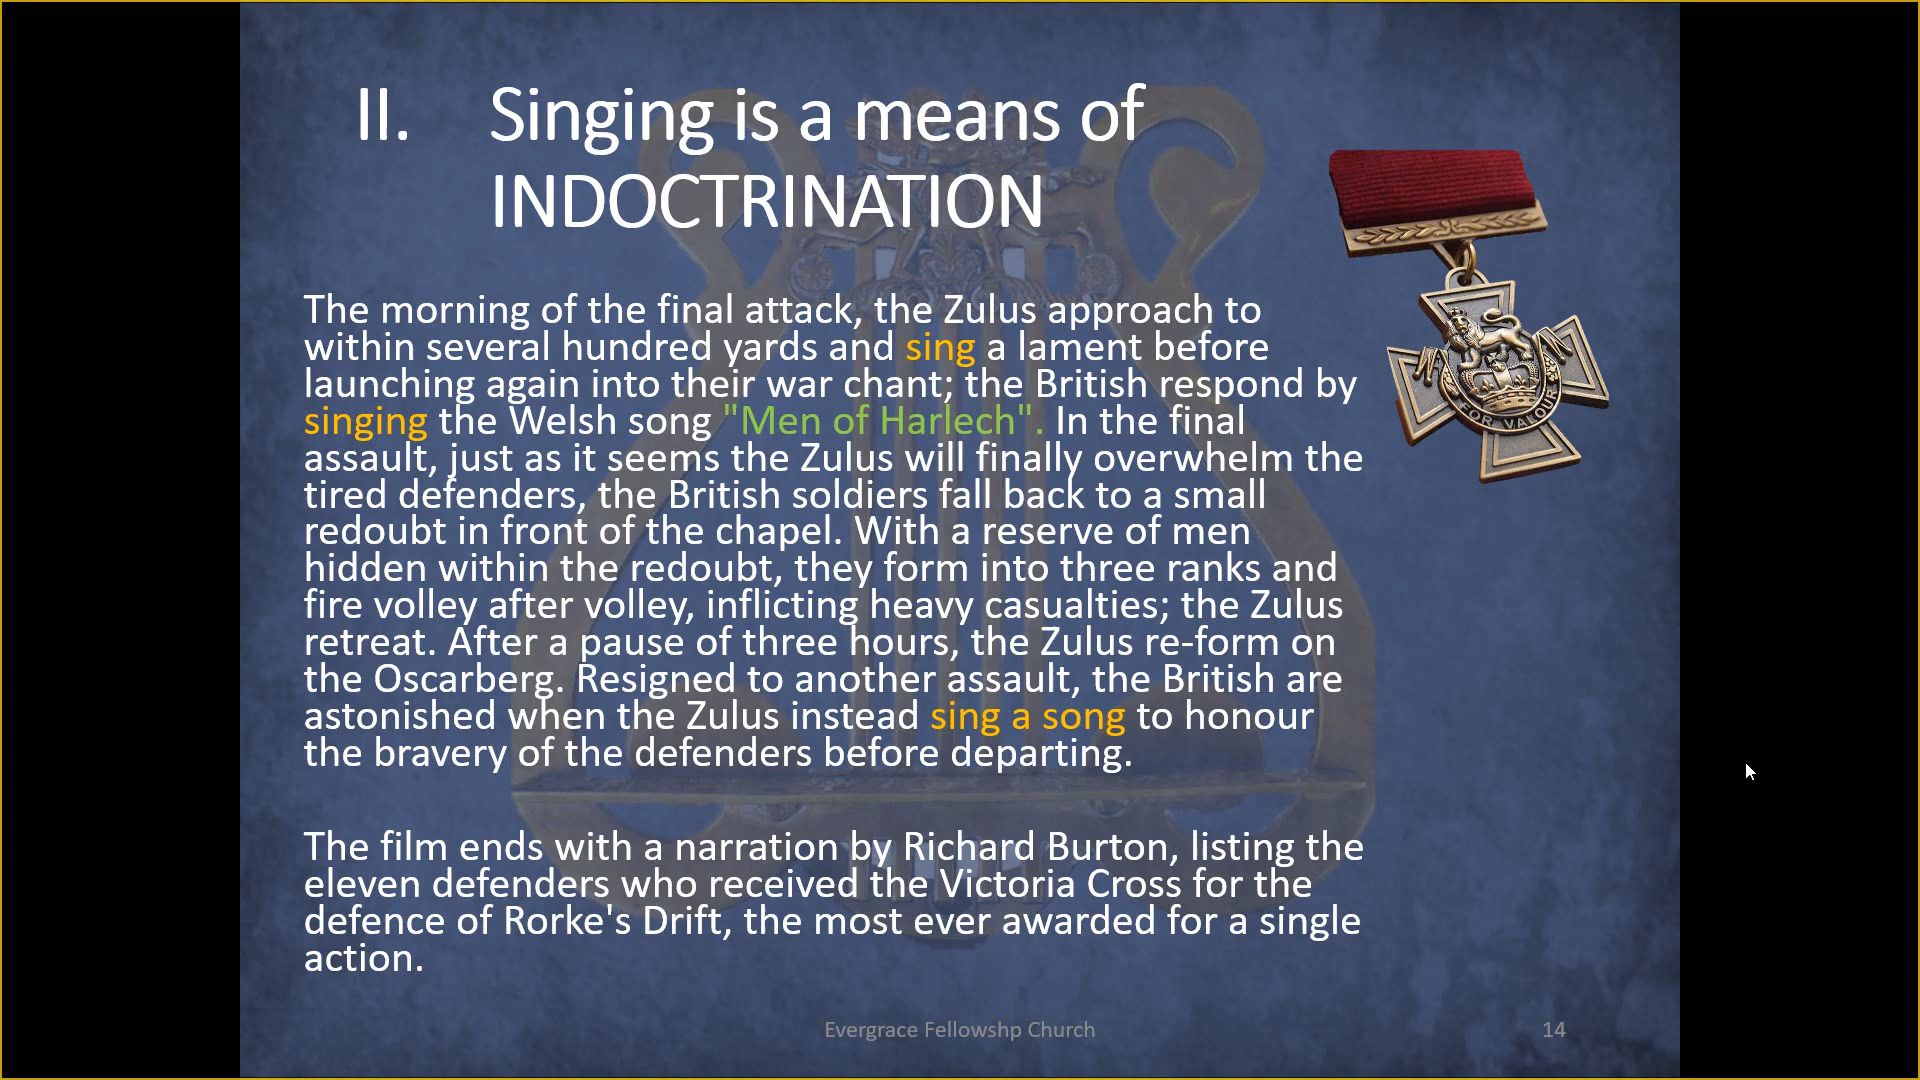 II. Singing is a means of
INDOCTRINATION
The morning of the final attack, the Zulus approach to
within several hundred yards and sing a lament before
launching again into their war chant; the British respond by
singing the Welsh song "Men of Harlech". In the final
assault, just as it seems the Zulus will finally overwhelm the
tired defenders, the British soldiers fall back to a small
redoubt in front of the chapel. With a reserve of men
hidden within the redoubt, they form into three ranks and
fire volley after volley, inflicting heavy casualties; the Zulus
retreat. After a pause of three hours, the Zulus re-form on
the Oscarberg. Resigned to another assault, the British are
astonished when the Zulus instead sing a song to honour
the bravery of the defenders before departing.
The film ends with a narration by Richard Burton, listing the
eleven defenders who received the Victoria Cross for the
defence of Rorke's Drift, the most ever awarded for a single
action.
FOR VALOUR
Evergrace Fellowshp Church
14